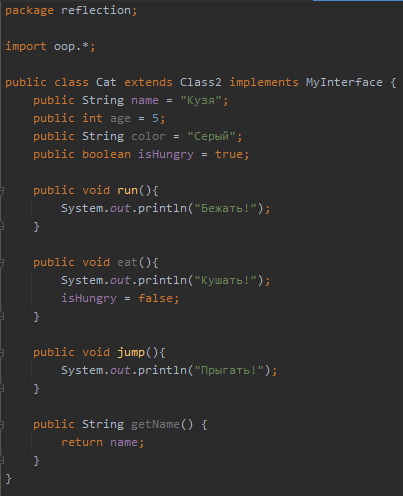 package reflection;
import oop.*;
public class Cat extends Class2 implements MyInterface {
public String name = "Кузя";
public int age = 5;
public String color = "Серый";
public boolean isHungry = true;
public void run(){
System.out.println("Бежать!");
}
public void eat(){
System.out.println("Кушать!");
isHungry = false;
}
public void jump(){
System.out.println("Прыгать!");
}
public String getName() {
return name;
}
}